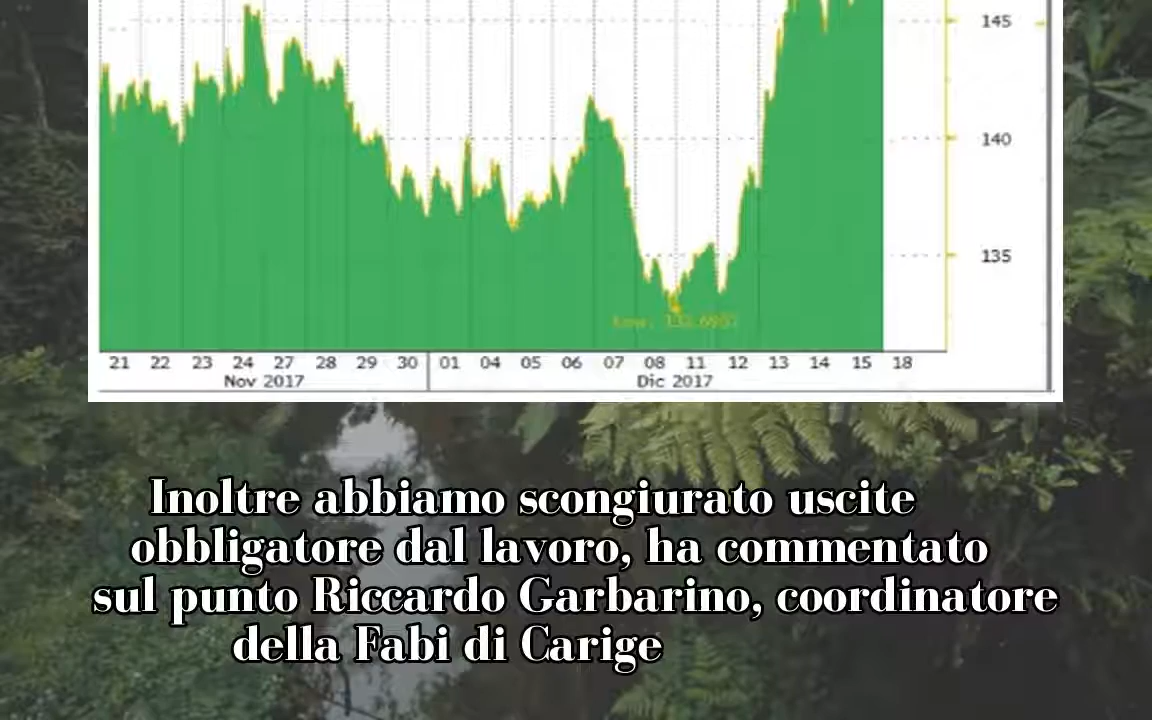 145
140
135
21 22 23 24 27 28 29 30 01 04 05 06 07 08 11 12 13 14 15 18
Nov 2017 Dic 2017
Inoltre abbiamo scongiurato uscite
obbligatore dal lavoro, ha commentato
sul punto Riccardo Garbarino, coordinatore
della Fabi di Carige